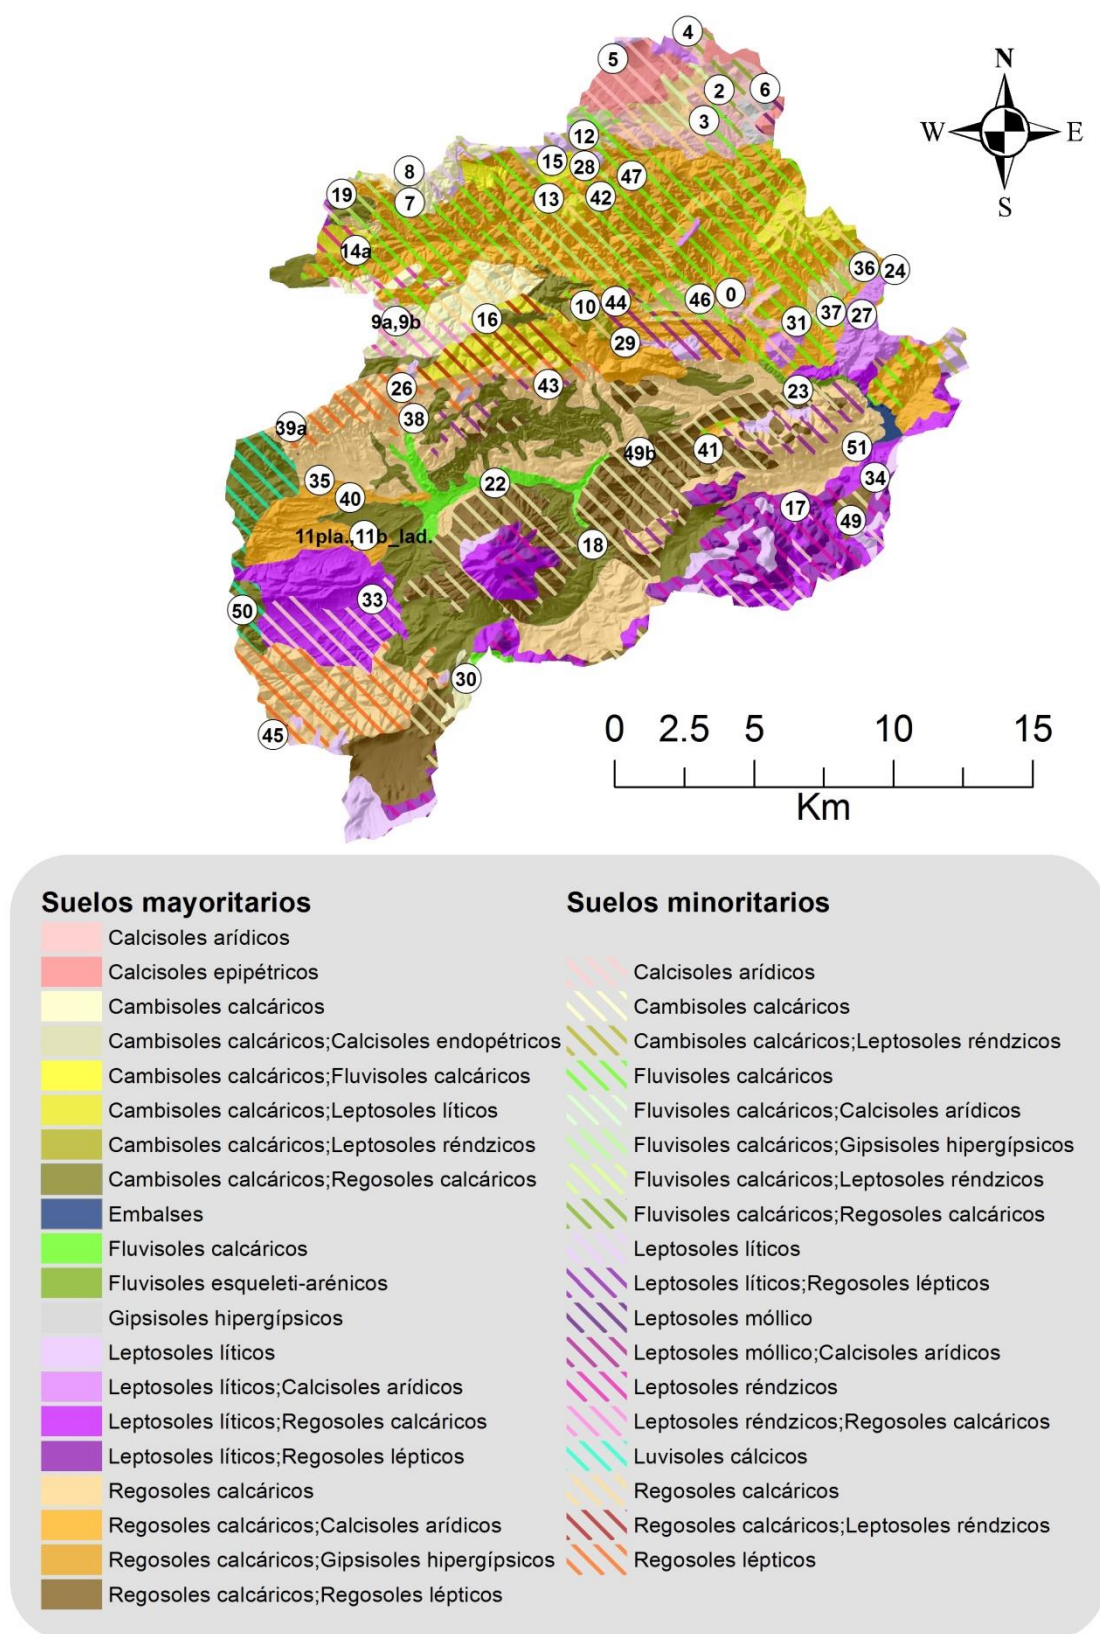 4
5
N
2
6
3
W
E
12
15
28
8
47
S
19
7
13
42
14a
36
24
44
46
0
10
9a,9b
16
31
37
27
29
26
43
23
38
39a
49b
41
51
35
22
34
40
17
49
11pla.,11b_lad.
18
33
50
30
45
0 2.5 5 10 15
Km
Suelos mayoritarios
Calcisoles arídicos
Calcisoles epipétricos
Cambisoles calcáricos
Cambisoles calcáricos;Calcisoles endopétricos
Cambisoles calcáricos;Fluvisoles calcáricos
Cambisoles calcáricos;Leptosoles líticos
Cambisoles calcáricos;Leptosoles réndzicos
Cambisoles calcáricos;Regosoles calcáricos
Embalses
Fluvisoles calcáricos
Fluvisoles esqueleti-arénicos
Gipsisoles hipergípsicos
Leptosoles líticos
Leptosoles líticos;Calcisoles arídicos
Leptosoles líticos;Regosoles calcáricos
Leptosoles líticos;Regosoles lépticos
Regosoles calcáricos
Regosoles calcáricos;Calcisoles arídicos
Regosoles calcáricos;Gipsisoles hipergípsicos
Regosoles calcáricos;Regosoles lépticos
Suelos minoritarios
Calcisoles arídicos
Cambisoles calcáricos
Cambisoles calcáricos;Leptosoles réndzicos
Fluvisoles calcáricos
Fluvisoles calcáricos;Calcisoles arídicos
Fluvisoles calcáricos;Gipsisoles hipergípsicos
Fluvisoles calcáricos;Leptosoles réndzicos
Fluvisoles calcáricos;Regosoles calcáricos
Leptosoles líticos
Leptosoles líticos;Regosoles lépticos
Leptosoles móllico
Leptosoles móllico;Calcisoles arídicos
Leptosoles réndzicos
Leptosoles réndzicos;Regosoles calcáricos
Luvisoles cálcicos
Regosoles calcáricos
Regosoles calcáricos;Leptosoles réndzicos
Regosoles lépticos